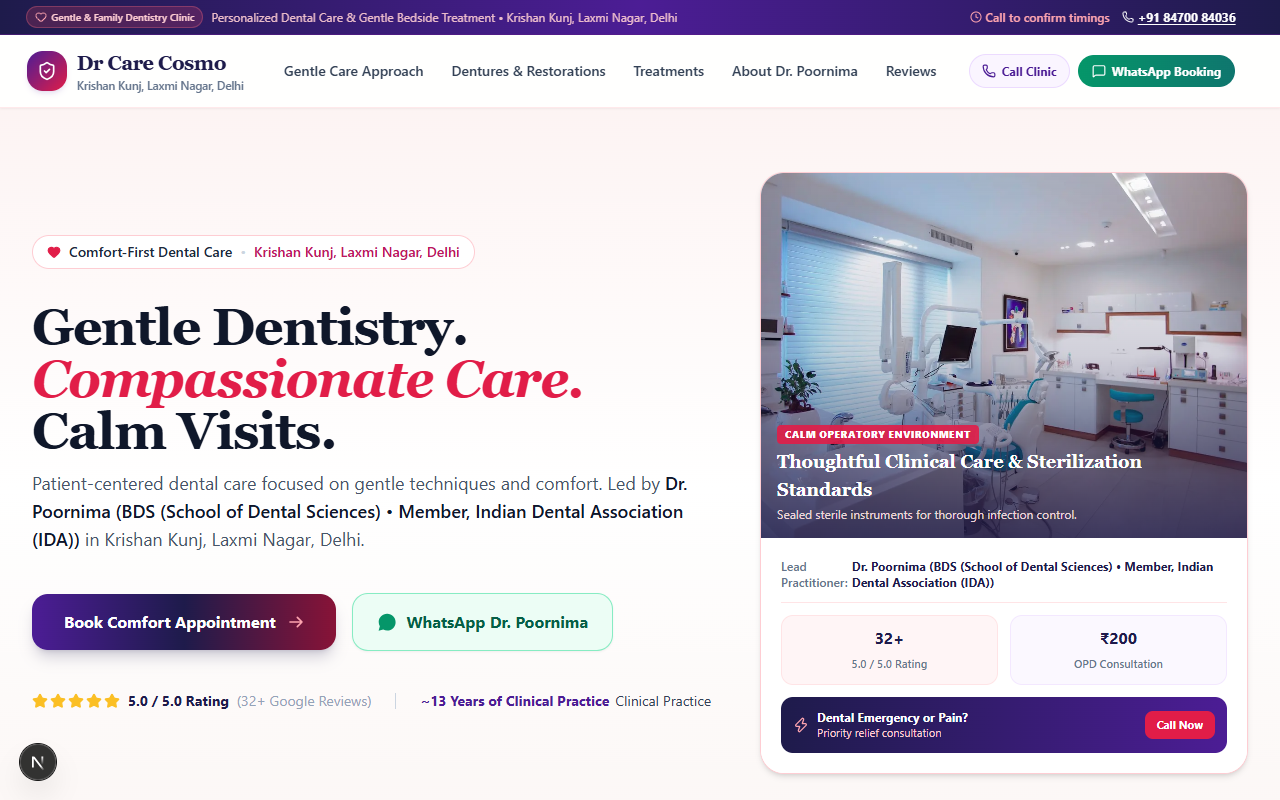 Gentle & Family Dentistry Clinic
Personalized Dental Care & Gentle Bedside Treatment • Krishan Kunj, Laxmi Nagar, Delhi
Call to confirm timings
+91 84700 84036
Dr Care Cosmo
Krishan Kunj, Laxmi Nagar, Delhi
Gentle Care Approach
Dentures & Restorations
Treatments
About Dr. Poornima
Reviews
Call Clinic
WhatsApp Booking
Comfort-First Dental Care • Krishan Kunj, Laxmi Nagar, Delhi
Gentle Dentistry.
Compassionate Care.
Calm Visits.
Patient-centered dental care focused on gentle techniques and comfort. Led by Dr.
Poornima (BDS (School of Dental Sciences) • Member, Indian Dental Association
(IDA)) in Krishan Kunj, Laxmi Nagar, Delhi.
Book Comfort Appointment →
WhatsApp Dr. Poornima
5.0 / 5.0 Rating (32+ Google Reviews)
~13 Years of Clinical Practice Clinical Practice
CALM OPERATORY ENVIRONMENT
Thoughtful Clinical Care & Sterilization
Standards
Sealed sterile instruments for thorough infection control.
Lead
Practitioner:
Dr. Poornima (BDS (School of Dental Sciences) • Member, Indian
Dental Association (IDA))
32+
5.0 / 5.0 Rating
₹200
OPD Consultation
Dental Emergency or Pain?
Priority relief consultation
Call Now
N